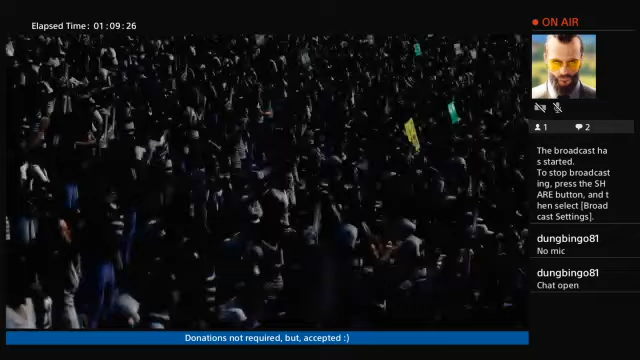 Elapsed Time: 01:09:26
ON AIR
1
2
The broadcast ha
s started.
To stop broadcast
ing, press the SH
ARE button, and t
hen select [Broad
cast Settings].
dungbingo81
No mic
dungbingo81
Chat open
Donations not required, but, accepted :)